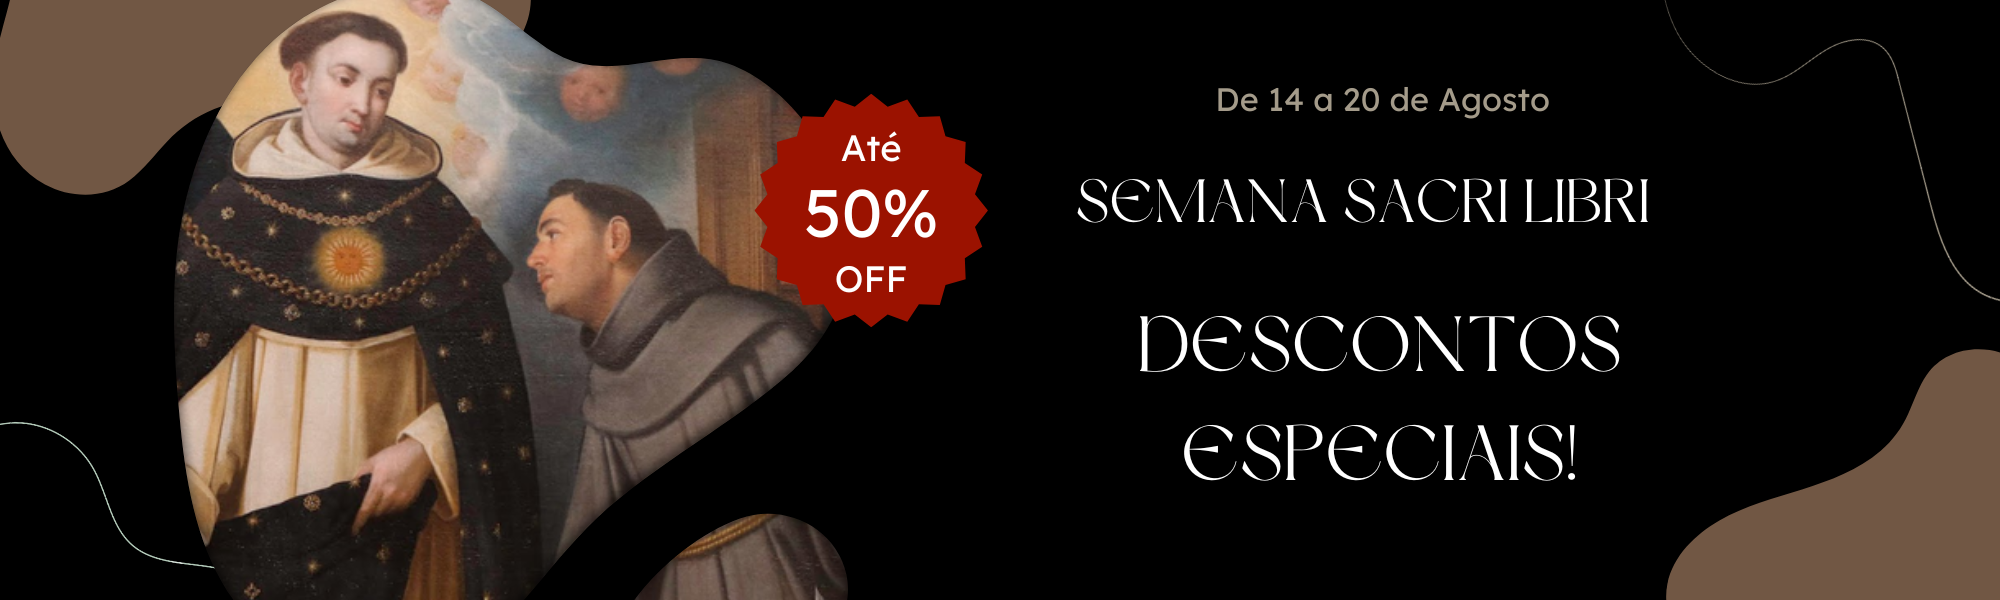 Até
50%
OFF
De 14 a 20 de Agosto
SEMANA SACRI LIBRI
DESCONTOS
ESPECIAIS!